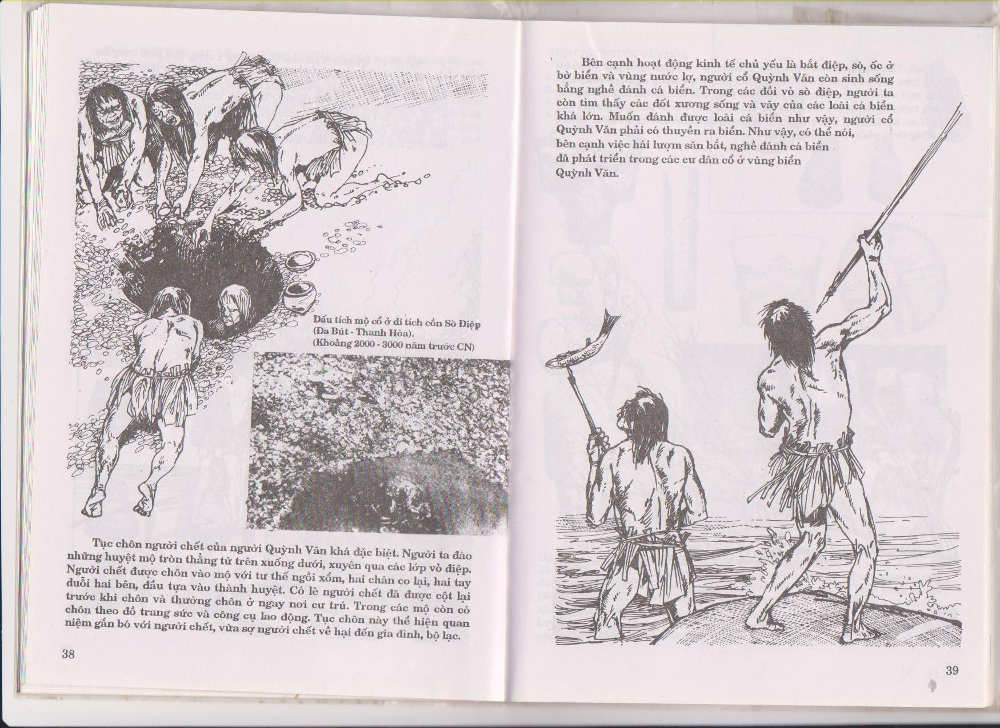 Dấu tích mộ cổ ở di tích cồn Sò Điệp
(Đa Bút - Thanh Hóa).
(Khoảng 2000 - 3000 năm trước CN)
Tục chôn người chết của người Quỳnh Văn khá đặc biệt. Người ta đào
những huyệt mộ tròn thẳng từ trên xuống dưới, xuyên qua các lớp vỏ điệp.
Người chết được chôn vào mộ với tư thế ngồi xổm, hai chân co lại, hai tay
duỗi hai bên, đầu tựa vào thành huyệt. Có lẽ người chết đã được cột lại
trước khi chôn và thường chôn ở ngay nơi cư trú. Trong các mộ còn có
chôn theo đồ trang sức và công cụ lao động. Tục chôn này thể hiện quan
niệm gắn bó với người chết, vừa sợ người chết về hại đến gia đình, bộ lạc.
38
Bên cạnh hoạt động kinh tế chủ yếu là bắt điệp, sò, ốc ở
bờ biển và vùng nước lợ, người cổ Quỳnh Văn còn sinh sống
bằng nghề đánh cá biển. Trong các đồi vỏ sò điệp, người ta
còn tìm thấy các đốt xương sống và vây của các loài cá biển
khá lớn. Muốn đánh được loài cá biển như vậy, người cổ
Quỳnh Văn phải có thuyền ra biển. Như vậy, có thể nói,
bên cạnh việc hái lượm săn bắt, nghề đánh cá biển
đã phát triển trong các cư dân cổ ở vùng biển
Quỳnh Văn.
39